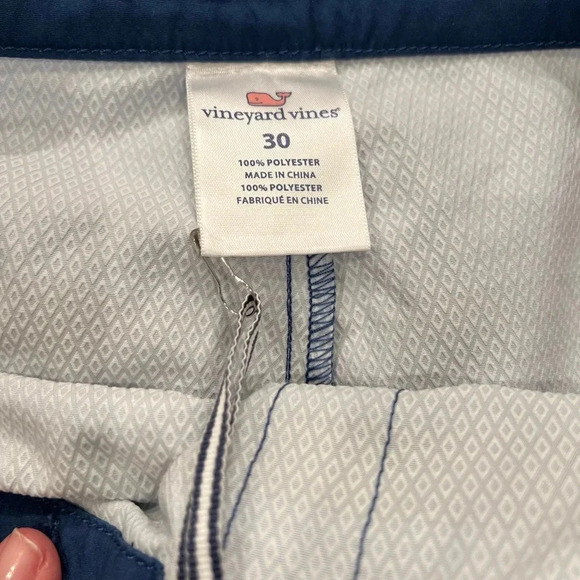 vineyard vines®
30
100% POLYESTER
MADE IN CHINA
100% POLYESTER
FABRIQUÉ EN CHINE